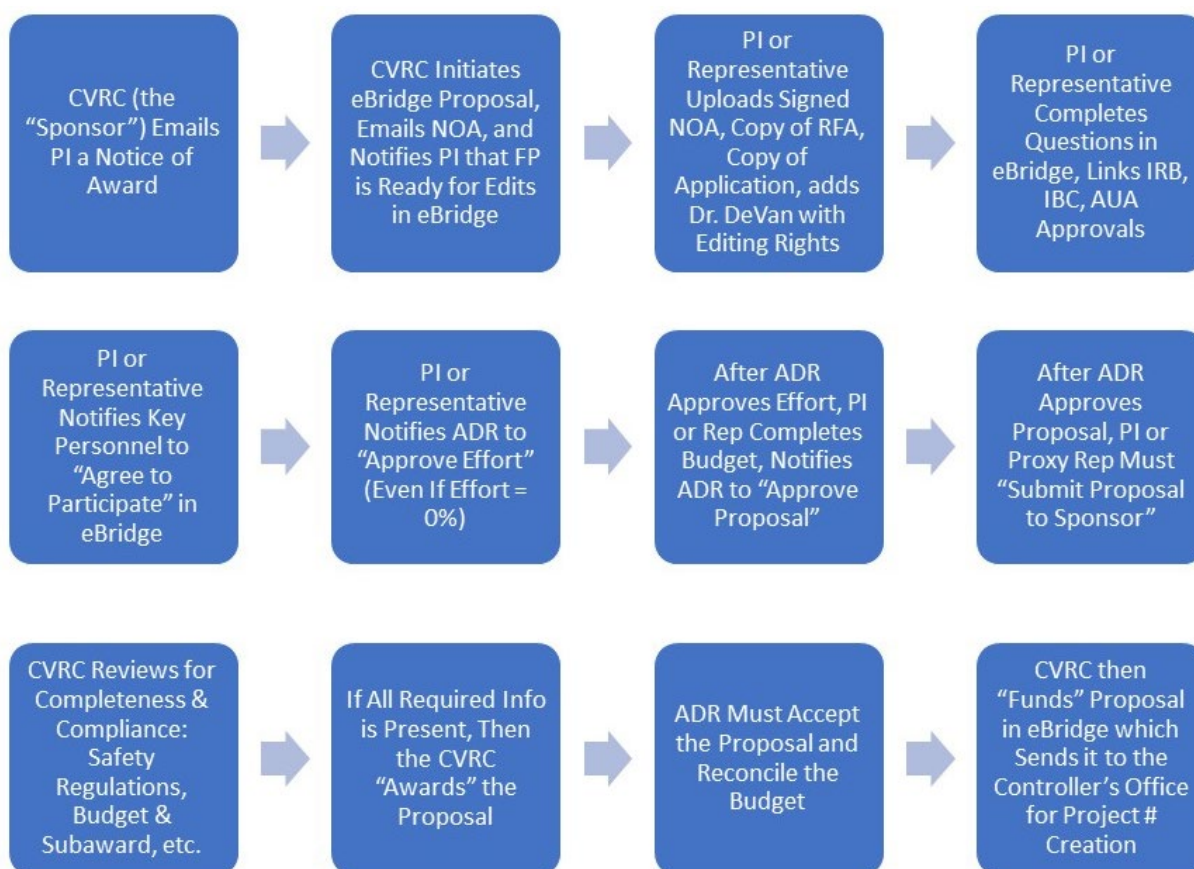 CVRC (the
“Sponsor”) Emails
PI a Notice of
Award
CVRC Initiates
eBridge Proposal,
Emails NOA, and
Notifies PI that FP
is Ready for Edits
in eBridge
PI or
Representative
Uploads Signed
NOA, Copy of RFA,
Copy of
Application, adds
Dr. DeVan with
Editing Rights
PI or
Representative
Completes
Questions in
eBridge, Links IRB,
IBC, AUA
Approvals
PI or
Representative
Notifies Key
Personnel to
“Agree to
Participate” in
eBridge
PI or
Representative
Notifies ADR to
“Approve Effort”
(Even If Effort =
0%)
After ADR
Approves Effort, PI
or Rep Completes
Budget, Notifies
ADR to “Approve
Proposal”
After ADR
Approves
Proposal, PI or
Proxy Rep Must
“Submit Proposal
to Sponsor”
CVRC Reviews for
Completeness &
Compliance:
Safety
Regulations,
Budget &
Subaward, etc.
If All Required Info
is Present, Then
the CVRC
“Awards” the
Proposal
ADR Must Accept
the Proposal and
Reconcile the
Budget
CVRC then
“Funds” Proposal
in eBridge which
Sends it to the
Controller’s Office
for Project #
Creation